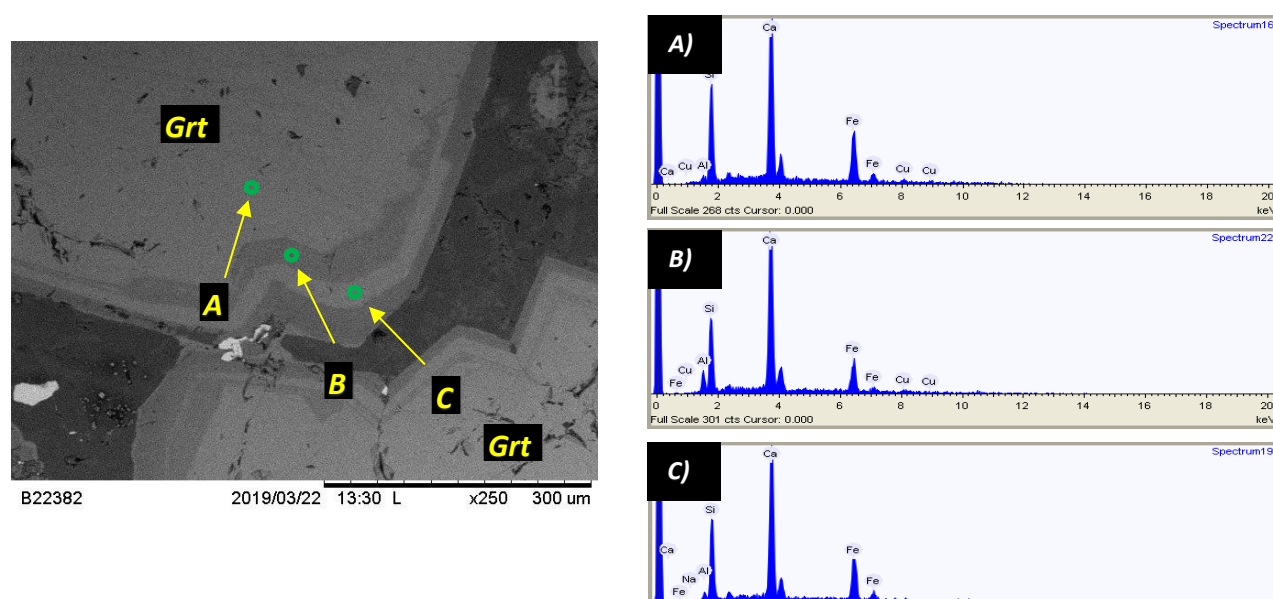 Grt
A
B
C
Grt
B22382 2019/03/22 13:30 L x250 300 um
A)
Spectrum16
Ca
Si
Fe
Ca Cu Al Fe Cu Cu
0 2 4 6 8 10 12 14 16 18 20
Full Scale 268 cts Cursor: 0.000 keV
B)
Spectrum22
Ca
Si
Fe
Al
Cu
Fe Fe Cu Cu
0 2 4 6 8 10 12 14 16 18 20
Full Scale 301 cts Cursor: 0.000 keV
C)
Spectrum19
Ca
Si
Ca Fe
Na Al
Fe Fe